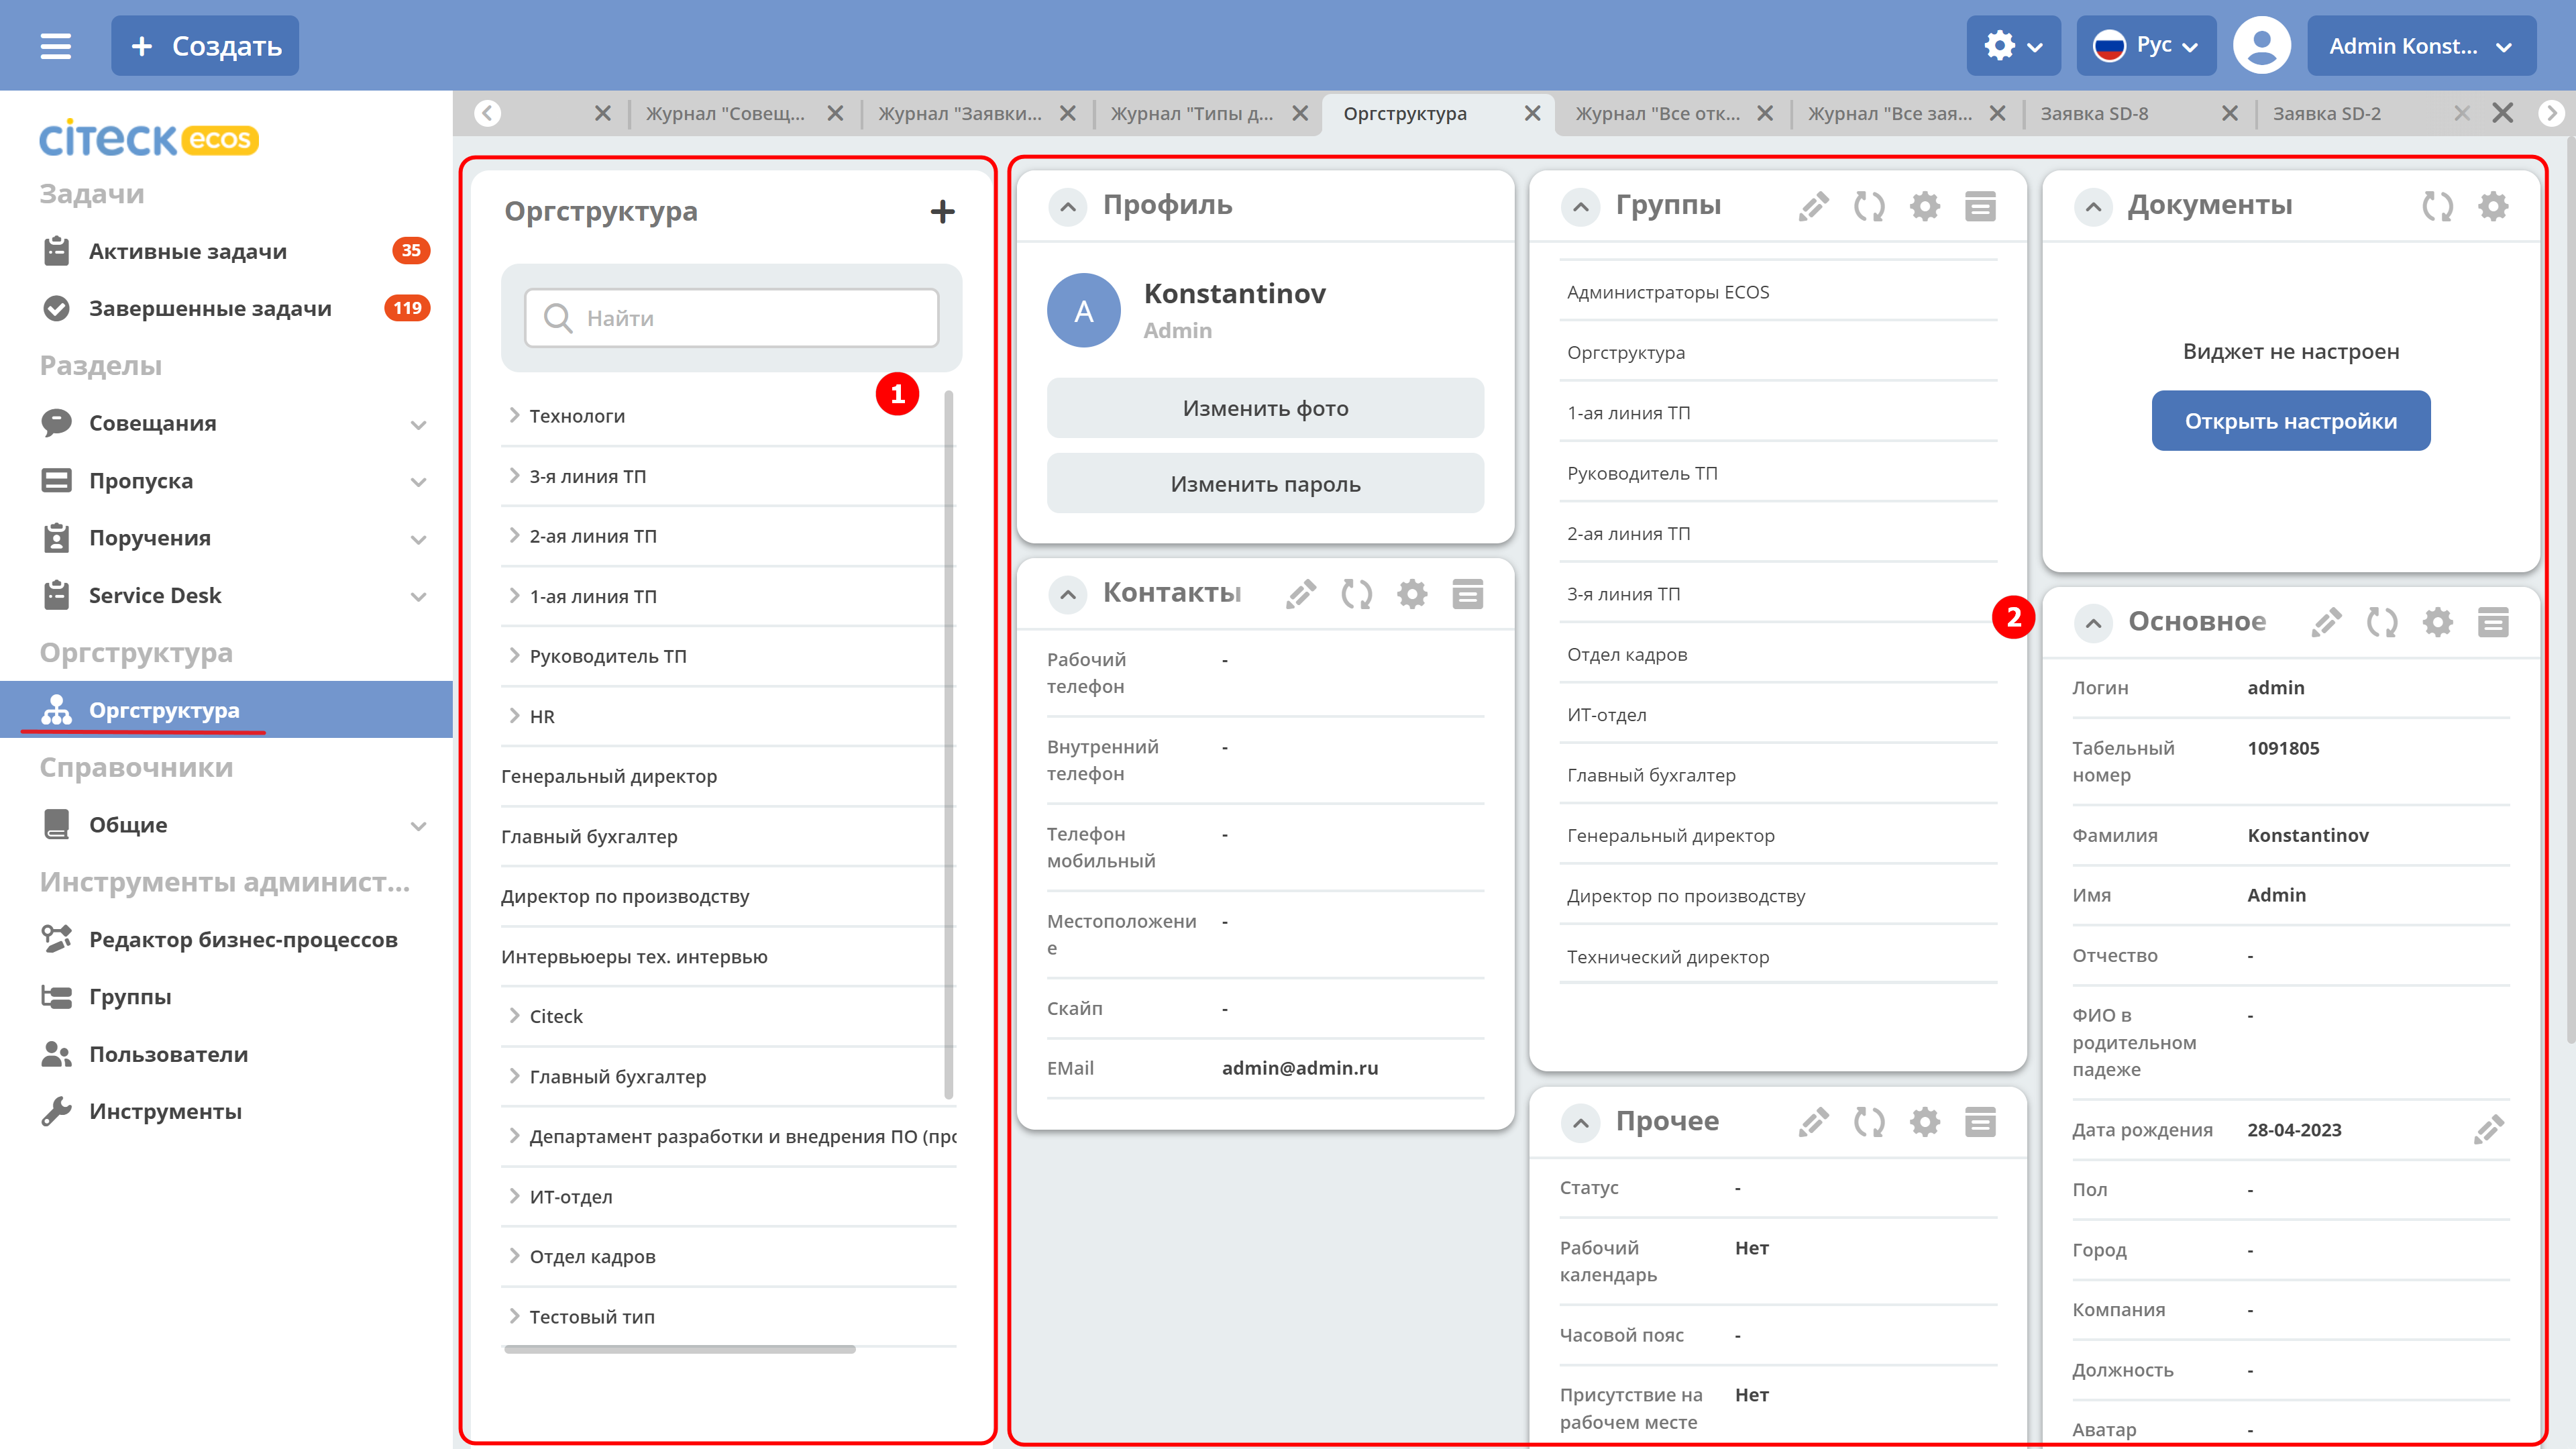 Создать
Рус
Admin Konst...
citeck ecos
Задачи
Активные задачи 35
Завершенные задачи 119
Разделы
Совещания
Пропуска
Поручения
Service Desk
Оргструктура
Оргструктура
Справочники
Общие
Инструменты админист...
Редактор бизнес-процессов
Группы
Пользователи
Инструменты
Журнал "Совещ...
Журнал "Заявки...
Журнал "Типы д...
Оргструктура
Журнал "Все отк...
Журнал "Все зая...
Заявка SD-8
Заявка SD-2
Оргструктура
Найти
1
Технологи
3-я линия ТП
2-ая линия ТП
1-ая линия ТП
Руководитель ТП
HR
Генеральный директор
Главный бухгалтер
Директор по производству
Интервьюеры тех. интервью
Citeck
Главный бухгалтер
Департамент разработки и внедрения ПО (про
ИТ-отдел
Отдел кадров
Тестовый тип
Профиль
A
Konstantinov
Admin
Изменить фото
Изменить пароль
Контакты
Рабочий
телефон -
Внутренний
телефон -
Телефон
мобильный -
Местоположени
е -
Скайп -
EMail admin@admin.ru
Группы
Администраторы ECOS
Оргструктура
1-ая линия ТП
Руководитель ТП
2-ая линия ТП
3-я линия ТП
Отдел кадров
ИТ-отдел
Главный бухгалтер
Генеральный директор
Директор по производству
Технический директор
2
Прочее
Статус -
Рабочий Нет
календарь
Часовой пояс -
Присутствие на Нет
рабочем месте
Документы
Виджет не настроен
Открыть настройки
Основное
Логин admin
Табельный 1091805
номер
Фамилия Konstantinov
Имя Admin
Отчество -
ФИО в -
родительном
падеже
Дата рождения 28-04-2023
Пол -
Город -
Компания -
Должность -
Аватар -